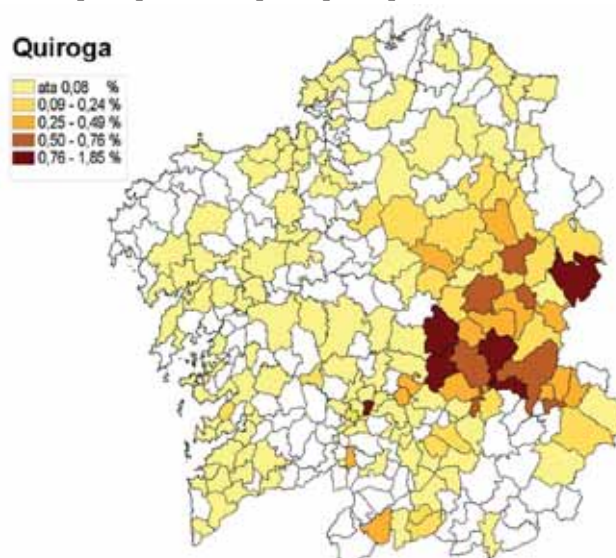 Quiroga
ata 0,08 %
0,09 - 0,24 %
0,25 - 0,49 %
0,50 - 0,76 %
0,76 - 1,85 %